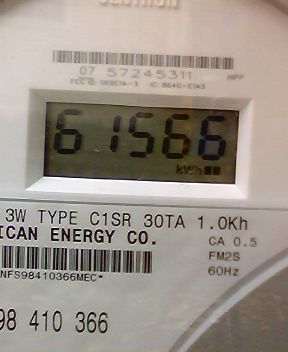 07 57245311 HPP
61566
kWh
3W TYPE C1SR 30TA 1.0Kh
ICAN ENERGY CO.
CA 0.5
FM2S
60Hz
NFS98410366MEC*
98 410 366